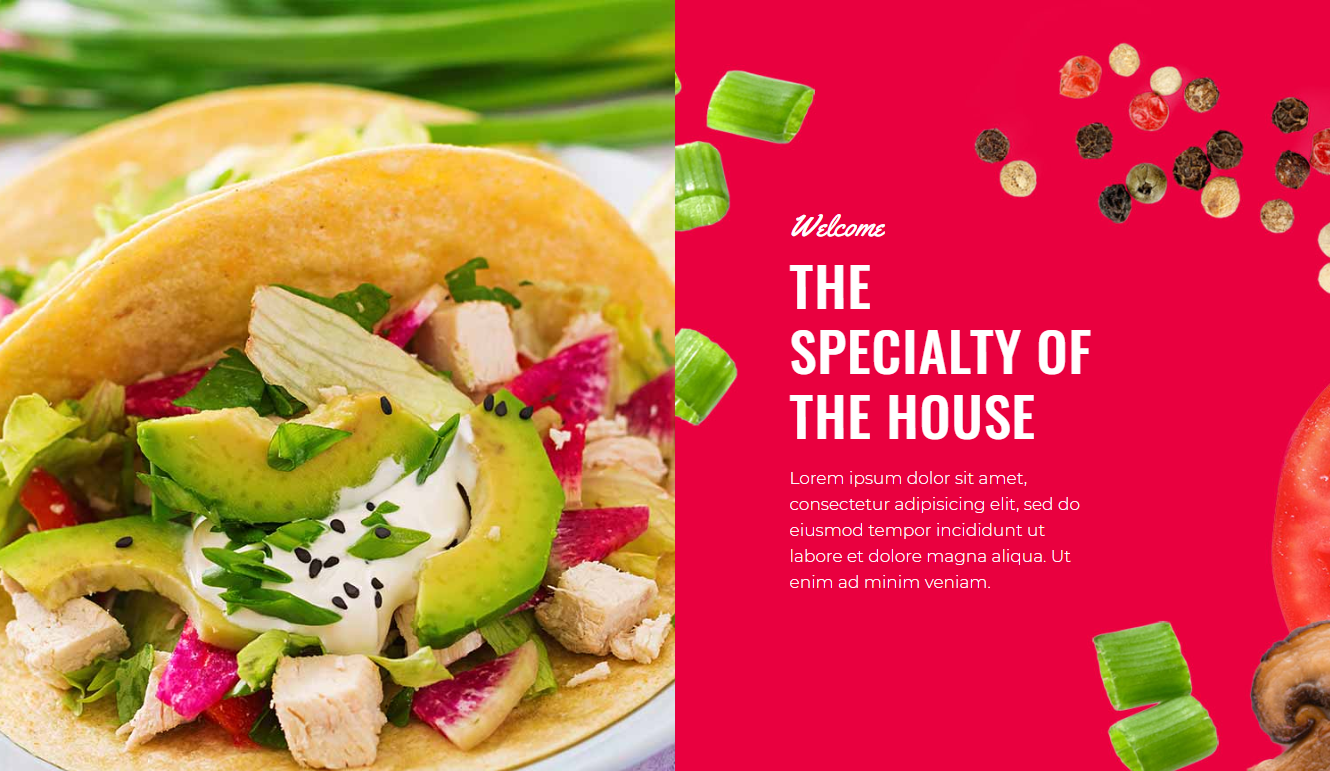 Welcome
THE
SPECIALTY OF
THE HOUSE
Lorem ipsum dolor sit amet,
consectetur adipisicing elit, sed do
eiusmod tempor incididunt ut
labore et dolore magna aliqua. Ut
enim ad minim veniam.